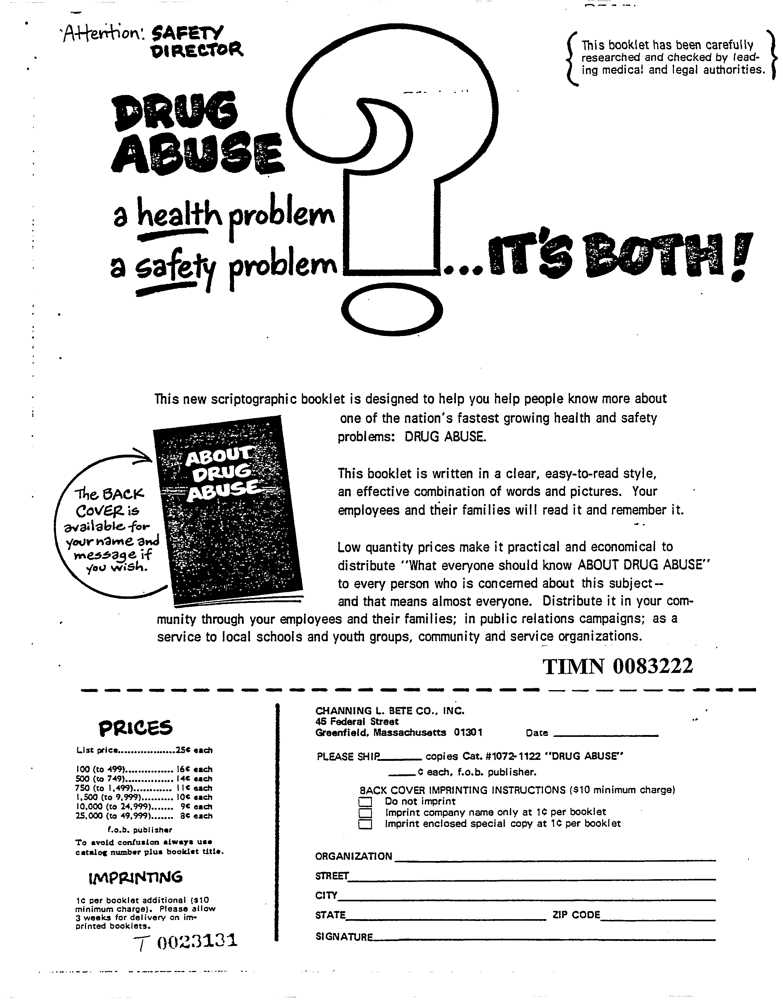 Attention: SAFETY
DIRECTOR
This booklet has been carefully
researched and checked by lead-
ing medical and legal authorities.
DRUG
ABUSE
a health problem
a safety problem
...IT'S BOTH!
This new scriptographic booklet is designed to help you help people know more about
one of the nation's fastest growing health and safety
problems: DRUG ABUSE.
ABOUT
DRUG
ABUSE
The BACK
COVER is
available for
your name and
message if
you wish.
This booklet is written in a clear, easy-to-read style,
an effective combination of words and pictures. Your
employees and their families will read it and remember it.
Low quantity prices make it practical and economical to
distribute "What everyone should know ABOUT DRUG ABUSE"
to every person who is concerned about this subject—
and that means almost everyone. Distribute it in your com-
munity through your employees and their families; in public relations campaigns; as a
service to local schools and youth groups, community and service organizations.
TIMN 0083222
PRICES
List price..................25¢ each
100 (to 499)............... 16¢ each
500 (to 749)............... 14¢ each
750 (to 1,499)............ 11¢ each
1,500 (to 9,999).......... 10¢ each
10,000 (to 24,999)....... 9¢ each
25,000 (to 49,999)....... 8¢ each
f.o.b. publisher
To avoid confusion always use
catalog number plus booklet title.
IMPRINTING
1¢ per booklet additional ($10
minimum charge). Please allow
3 weeks for delivery on im-
printed booklets.
T 0023131
CHANNING L. BETE CO., INC.
45 Federal Street
Greenfield, Massachusetts 01301 Date
PLEASE SHIP copies Cat. #1072-1122 "DRUG ABUSE"
¢ each, f.o.b. publisher.
BACK COVER IMPRINTING INSTRUCTIONS ($10 minimum charge)
Do not imprint
Imprint company name only at 1¢ per booklet
Imprint enclosed special copy at 1¢ per booklet
ORGANIZATION
STREET
CITY
STATE ZIP CODE
SIGNATURE